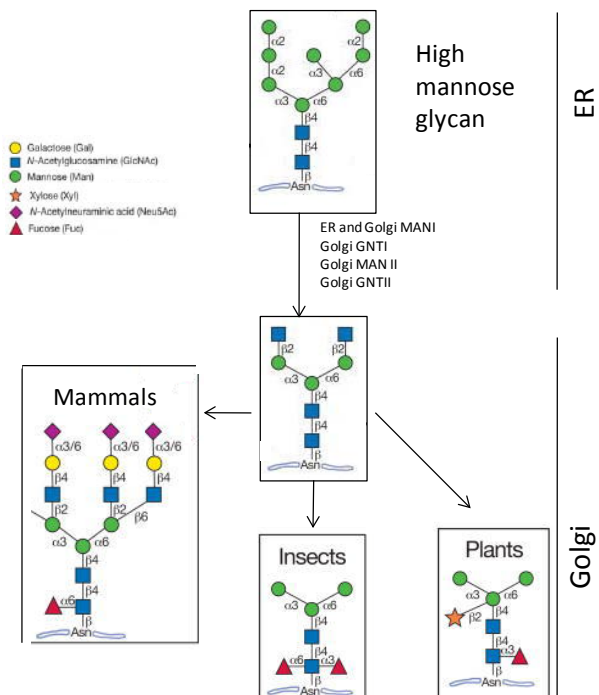 α2
α2
α2
α3
α6
α3
α6
β4
β4
β
Asn
High
mannose
glycan
ER
Galactose (Gal)
N-Acetylglucosamine (GlcNAc)
Mannose (Man)
Xylose (Xyl)
N-Acetylneuraminic acid (Neu5Ac)
Fucose (Fuc)
ER and Golgi MANI
Golgi GNTI
Golgi MAN II
Golgi GNTII
β2
β2
α3
α6
β4
β4
β
Asn
Mammals
α3/6
α3/6
α3/6
β4
β4
β4
β2
β2
β6
α3
α6
β4
β4
α6
β
Asn
Insects
α3
α6
β4
β4
α6
α3
β
Asn
Plants
α3
α6
β2
β4
β4
α3
β
Asn
Golgi